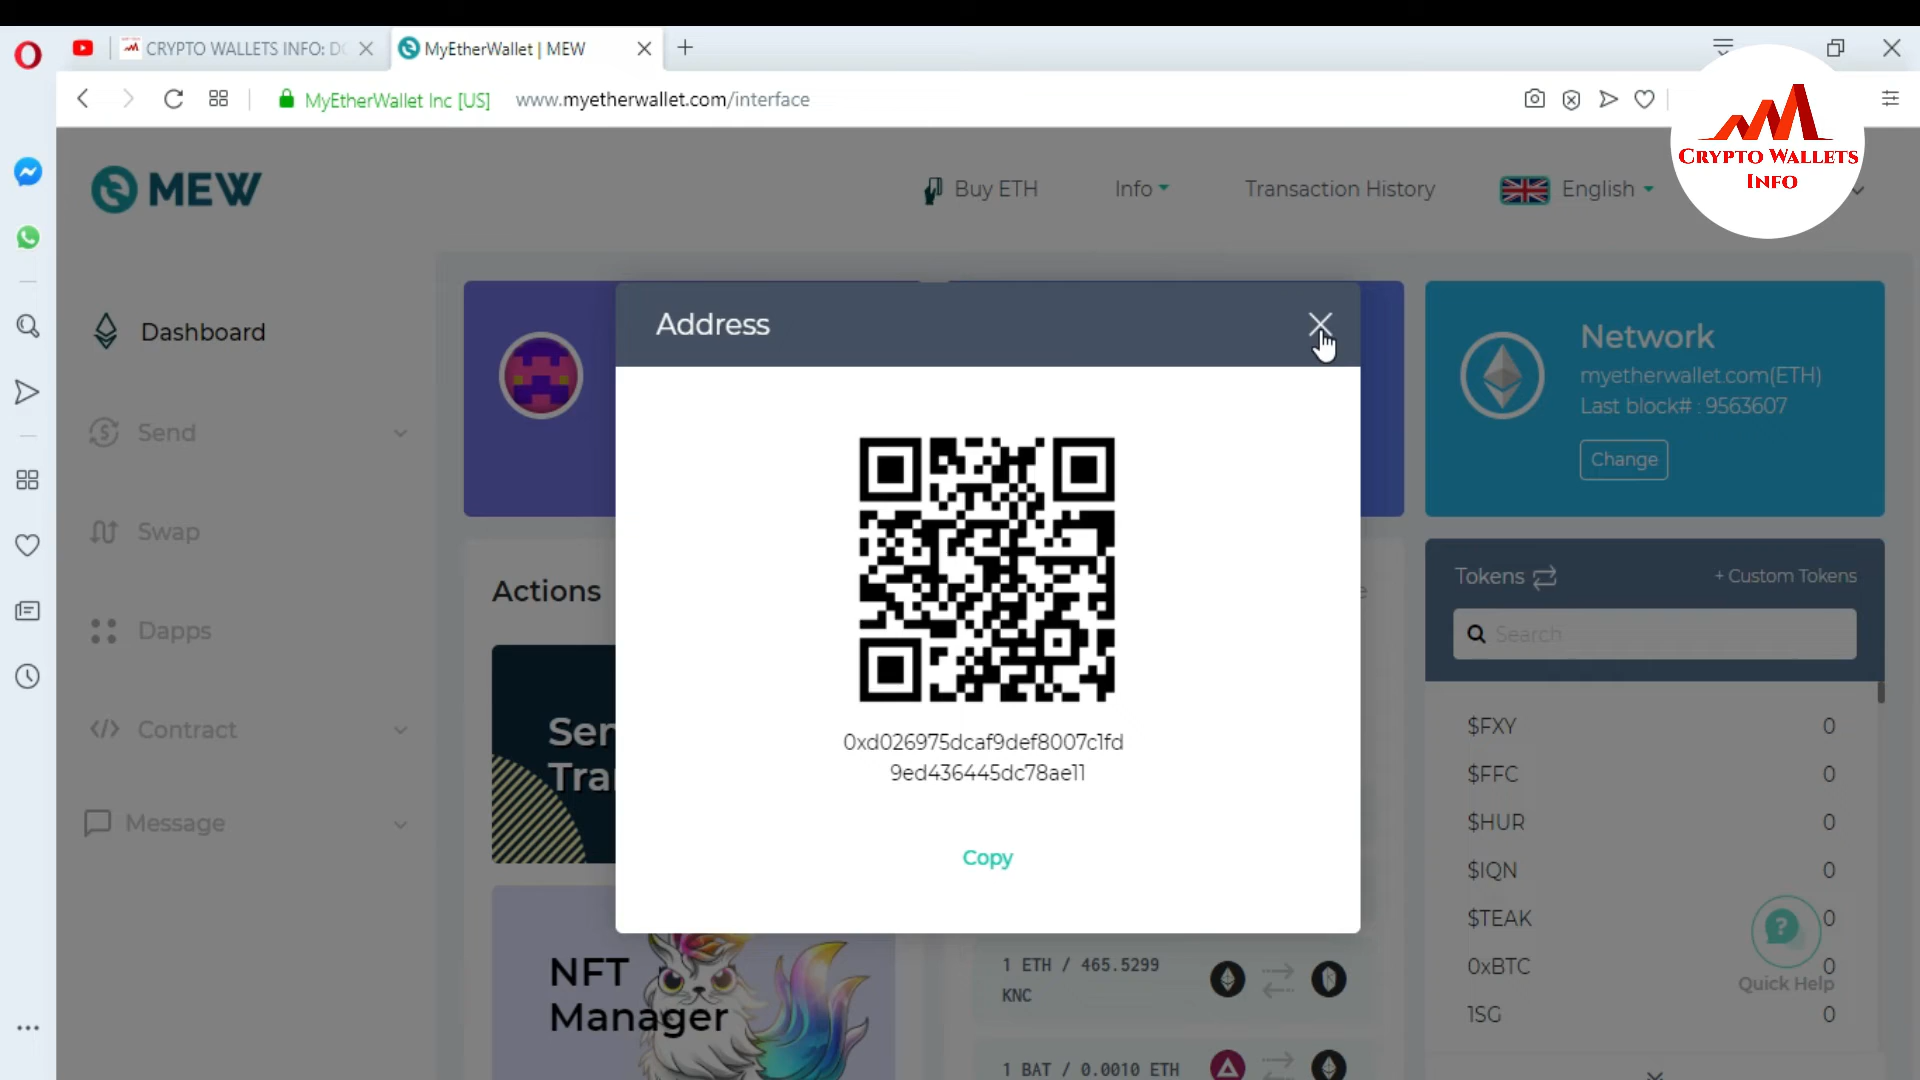 CRYPTO WALLETS INFO: DO
MyEtherWallet | MEW
MyEtherWallet Inc [US] www.myetherwallet.com/interface
CRYPTO WALLETS
INFO
MEW
Buy ETH
Info
Transaction History
English
Dashboard
Send
Swap
Dapps
Contract
Message
Address
0xd026975dcaf9def8007c1fd
9ed436445dc78ae11
Copy
Network
myetherwallet.com(ETH)
Last block# : 9563607
Change
Actions
Sen
Tra
NFT
Manager
1 ETH / 465.5299
KNC
1 BAT / 0.0010 ETH
Tokens
+ Custom Tokens
Search
$FXY 0
$FFC 0
$HUR 0
$IQN 0
$TEAK 0
0xBTC 0
1SG 0
?
Quick Help